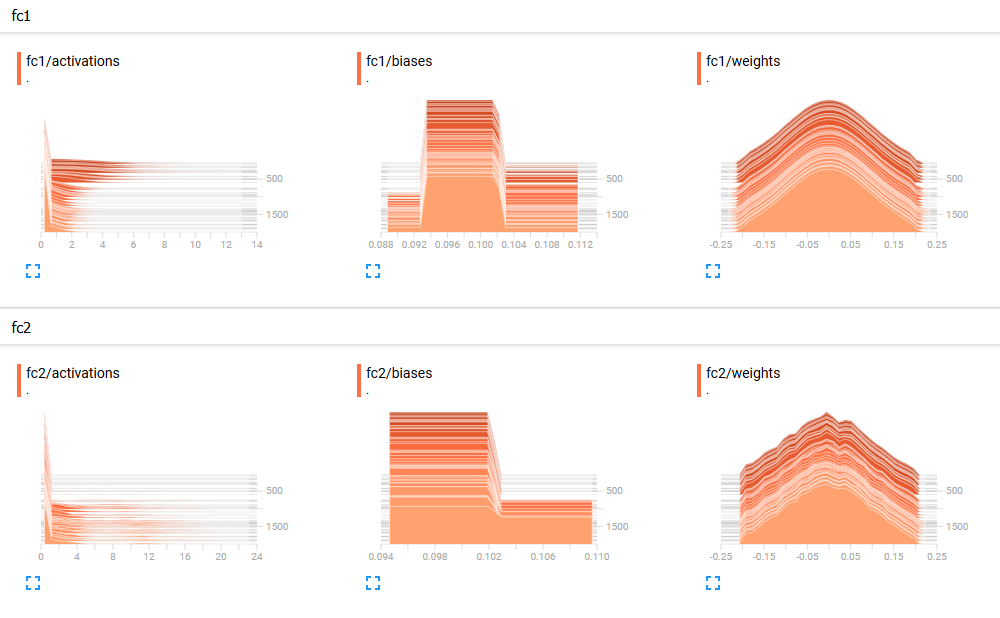 fc1
fc1/activations fc1/biases fc1/weights
. . .
500 500 500
1500 1500 1500
0 2 4 6 8 10 12 14 0.088 0.092 0.096 0.100 0.104 0.108 0.112 -0.25 -0.15 -0.05 0.05 0.15 0.25
fc2
fc2/activations fc2/biases fc2/weights
. . .
500 500 500
1500 1500 1500
0 4 8 12 16 20 24 0.094 0.098 0.102 0.106 0.110 -0.25 -0.15 -0.05 0.05 0.15 0.25